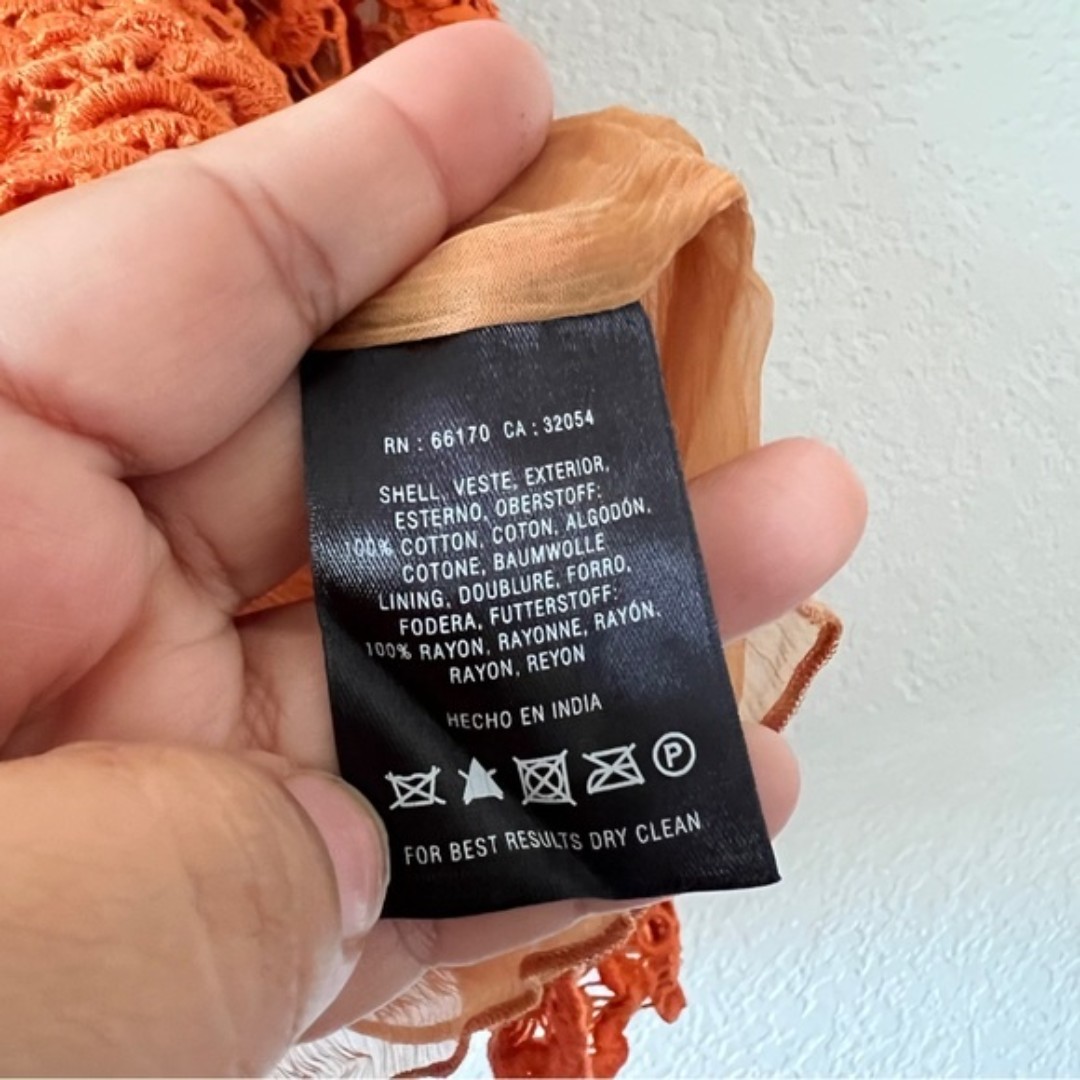 RN : 66170 CA : 32054
SHELL, VESTE, EXTERIOR,
ESTERNO, OBERSTOFF:
100% COTTON, COTON, ALGODÓN,
COTONE, BAUMWOLLE
LINING, DOUBLURE, FORRO,
FODERA, FUTTERSTOFF:
100% RAYON, RAYONNE, RAYÓN,
RAYON, REYON
HECHO EN INDIA
P
FOR BEST RESULTS DRY CLEAN